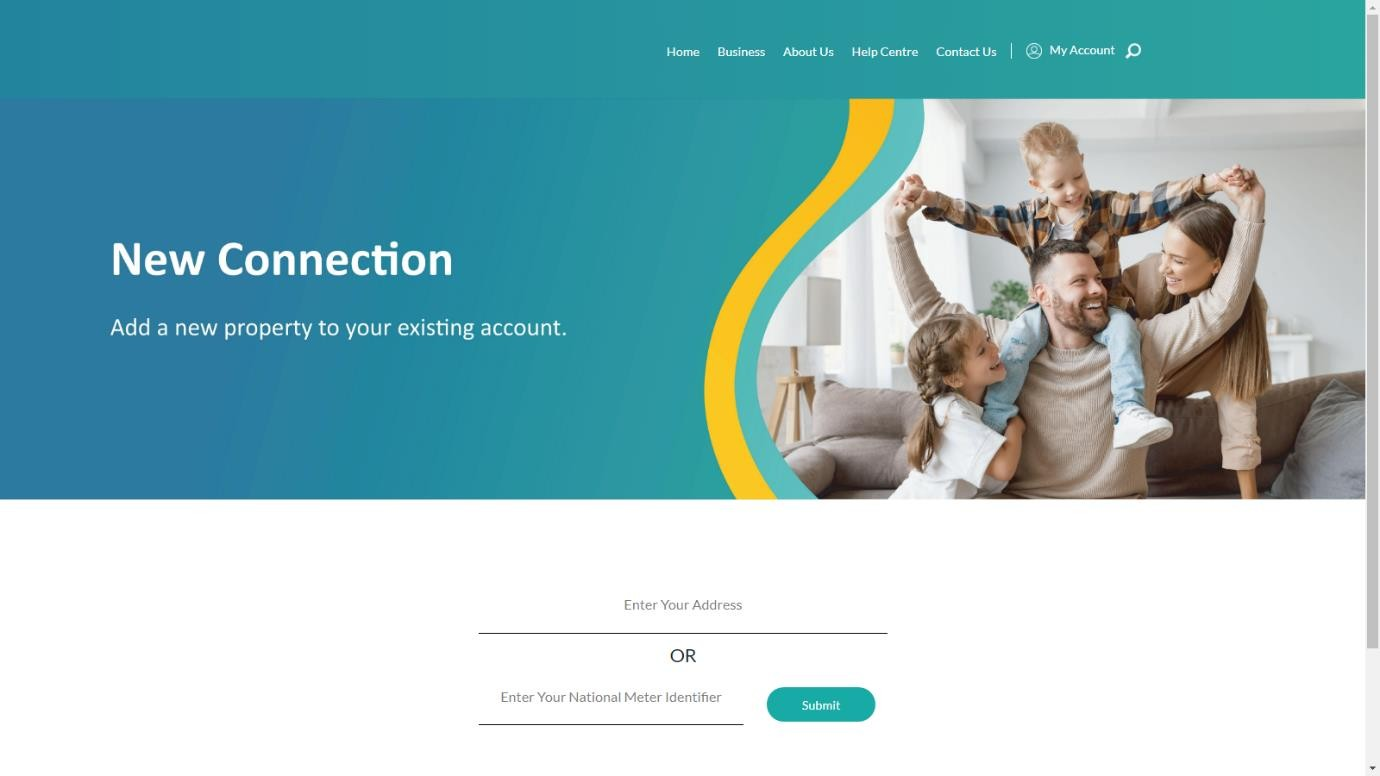 Home Business About Us Help Centre Contact Us My Account
New Connection
Add a new property to your existing account.
Enter Your Address
OR
Enter Your National Meter Identifier
Submit